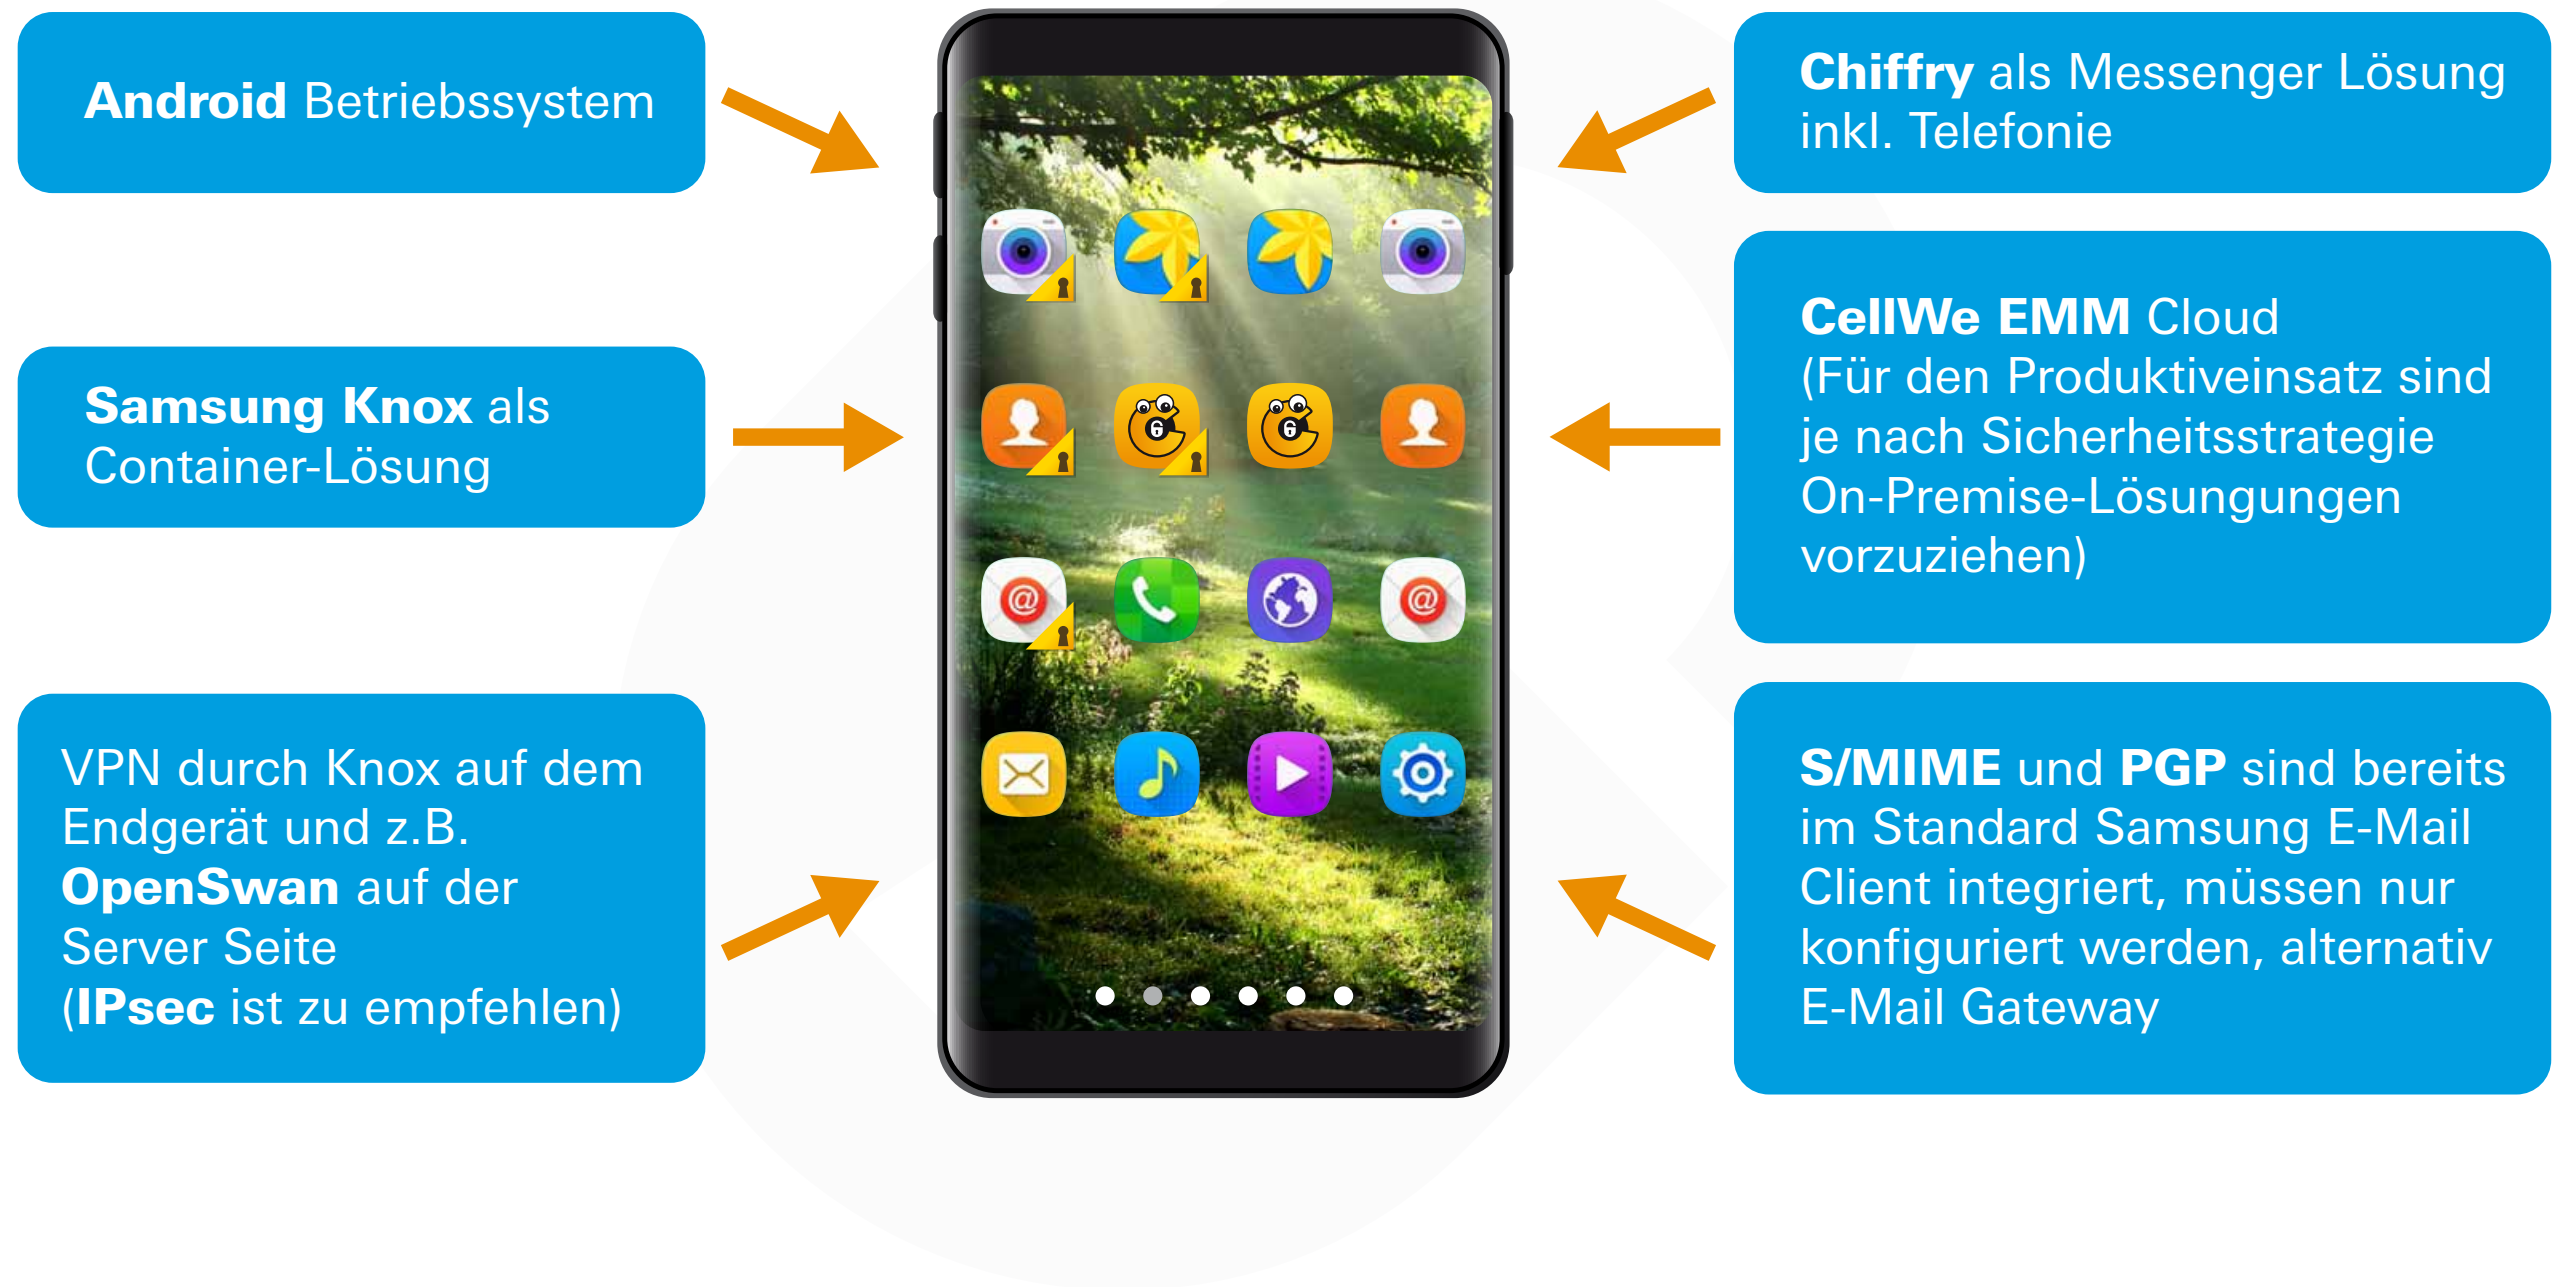 Android Betriebssystem
Samsung Knox als
Container-Lösung
VPN durch Knox auf dem
Endgerät und z.B.
OpenSwan auf der
Server Seite
(IPsec ist zu empfehlen)
Chiffry als Messenger Lösung
inkl. Telefonie
CellWe EMM Cloud
(Für den Produktiveinsatz sind
je nach Sicherheitsstrategie
On-Premise-Lösungungen
vorzuziehen)
S/MIME und PGP sind bereits
im Standard Samsung E-Mail
Client integriert, müssen nur
konfiguriert werden, alternativ
E-Mail Gateway